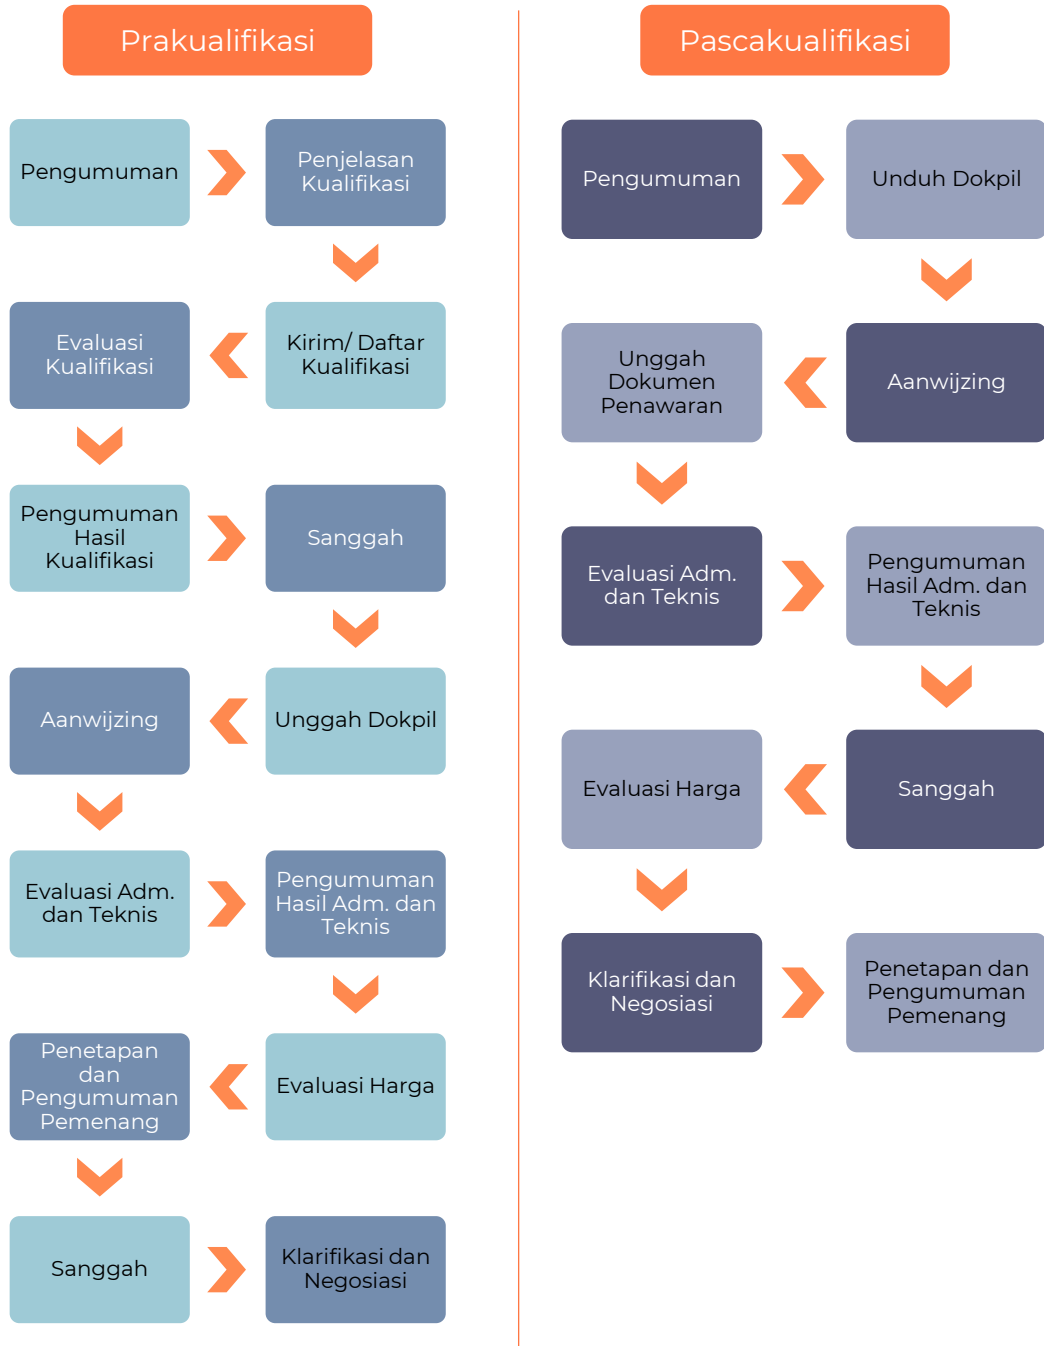 Prakualifikasi
Pengumuman
Penjelasan
Kualifikasi
Kirim/ Daftar
Kualifikasi
Evaluasi
Kualifikasi
Pengumuman
Hasil
Kualifikasi
Sanggah
Unggah Dokpil
Aanwijzing
Evaluasi Adm.
dan Teknis
Pengumuman
Hasil Adm. dan
Teknis
Evaluasi Harga
Penetapan
dan
Pengumuman
Pemenang
Sanggah
Klarifikasi dan
Negosiasi
Pascakualifikasi
Pengumuman
Unduh Dokpil
Aanwijzing
Unggah
Dokumen
Penawaran
Evaluasi Adm.
dan Teknis
Pengumuman
Hasil Adm. dan
Teknis
Sanggah
Evaluasi Harga
Klarifikasi dan
Negosiasi
Penetapan dan
Pengumuman
Pemenang